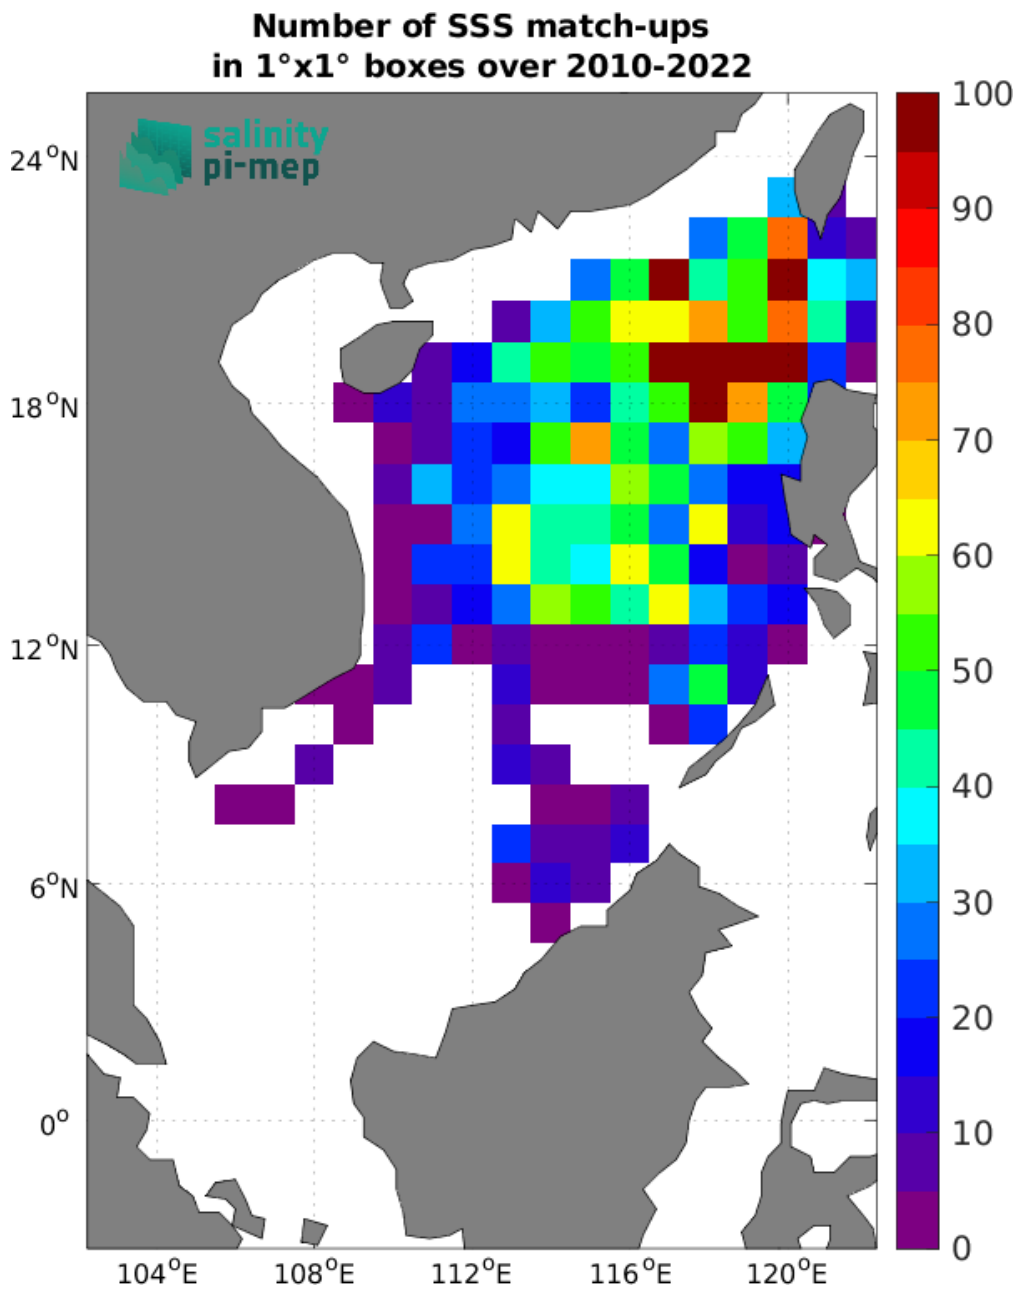 Number of SSS match-ups
in 1°x1° boxes over 2010-2022
salinity
pi-mep
24°N
18°N
12°N
6°N
0°
104°E
108°E
112°E
116°E
120°E
100
90
80
70
60
50
40
30
20
10
0